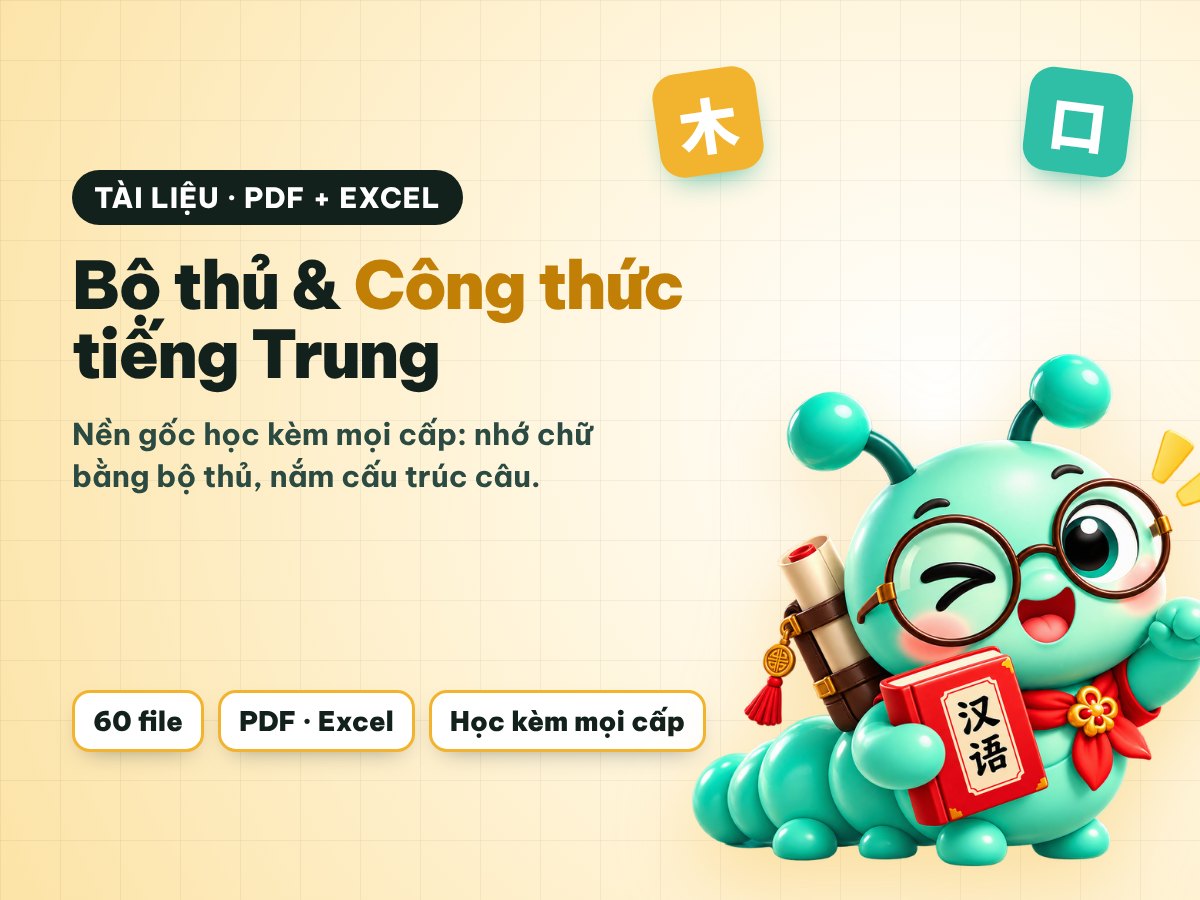 木
口
TÀI LIỆU · PDF + EXCEL
Bộ thủ & Công thức
tiếng Trung
Nền gốc học kèm mọi cấp: nhớ chữ
bằng bộ thủ, nắm cấu trúc câu.
60 file
PDF · Excel
Học kèm mọi cấp
汉
语